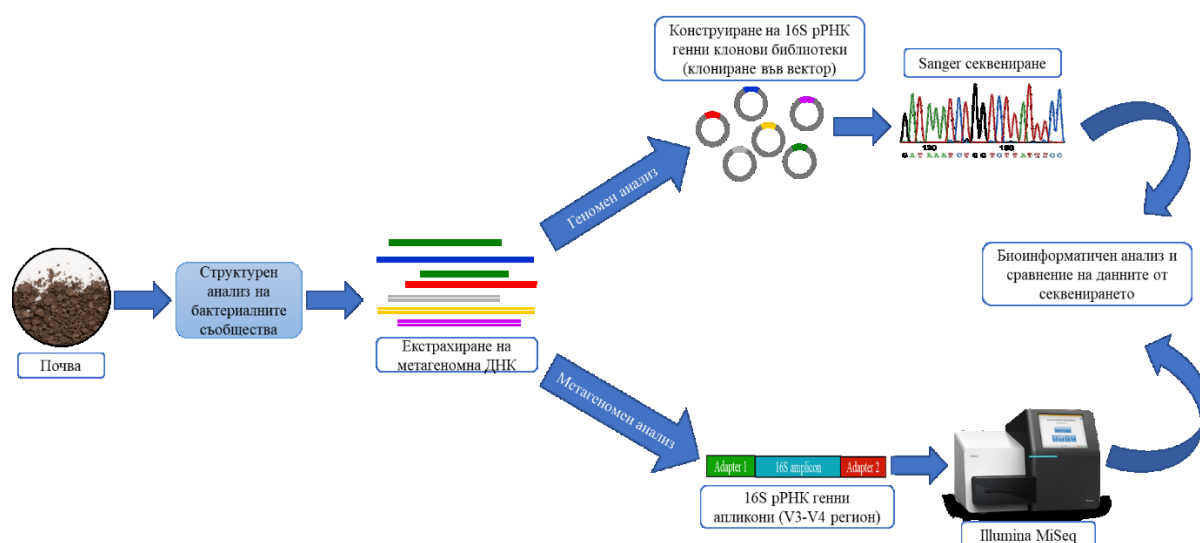 Конструиране на 16S рРНК
генни клонови библиотеки
(клониране във вектор)
Sanger секвениране
120
130
G A T A A A T C T G G T C T T A T T T C C
Геномен анализ
Структурен
анализ на
бактериалните
съобщества
Биоинформатичен анализ и
сравнение на данните от
секвенирането
Почва
Екстрахиране на
метагеномна ДНК
Метагеномен анализ
Adapter 1
16S amplicon
Adapter 2
16S рРНК генни
апликони (V3-V4 регион)
Illumina MiSeq